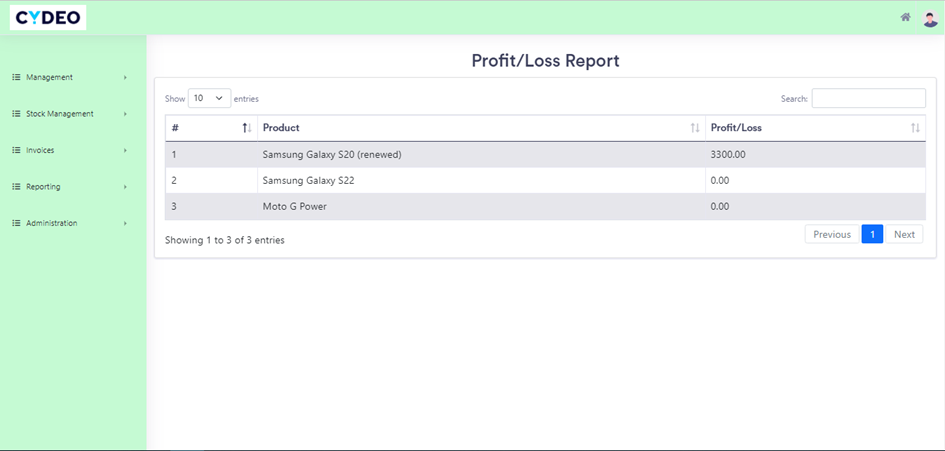 CYDEO
Management
Stock Management
Invoices
Reporting
Administration
Profit/Loss Report
Show 10 entries
Search:
# Product Profit/Loss
1 Samsung Galaxy S20 (renewed) 3300.00
2 Samsung Galaxy S22 0.00
3 Moto G Power 0.00
Showing 1 to 3 of 3 entries
Previous 1 Next